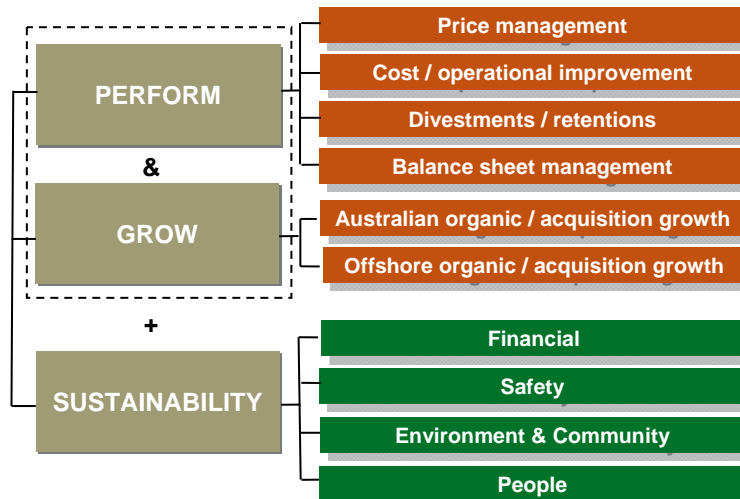 PERFORM
Price management
Cost / operational improvement
Divestments / retentions
Balance sheet management
&
GROW
Australian organic / acquisition growth
Offshore organic / acquisition growth
+
SUSTAINABILITY
Financial
Safety
Environment & Community
People